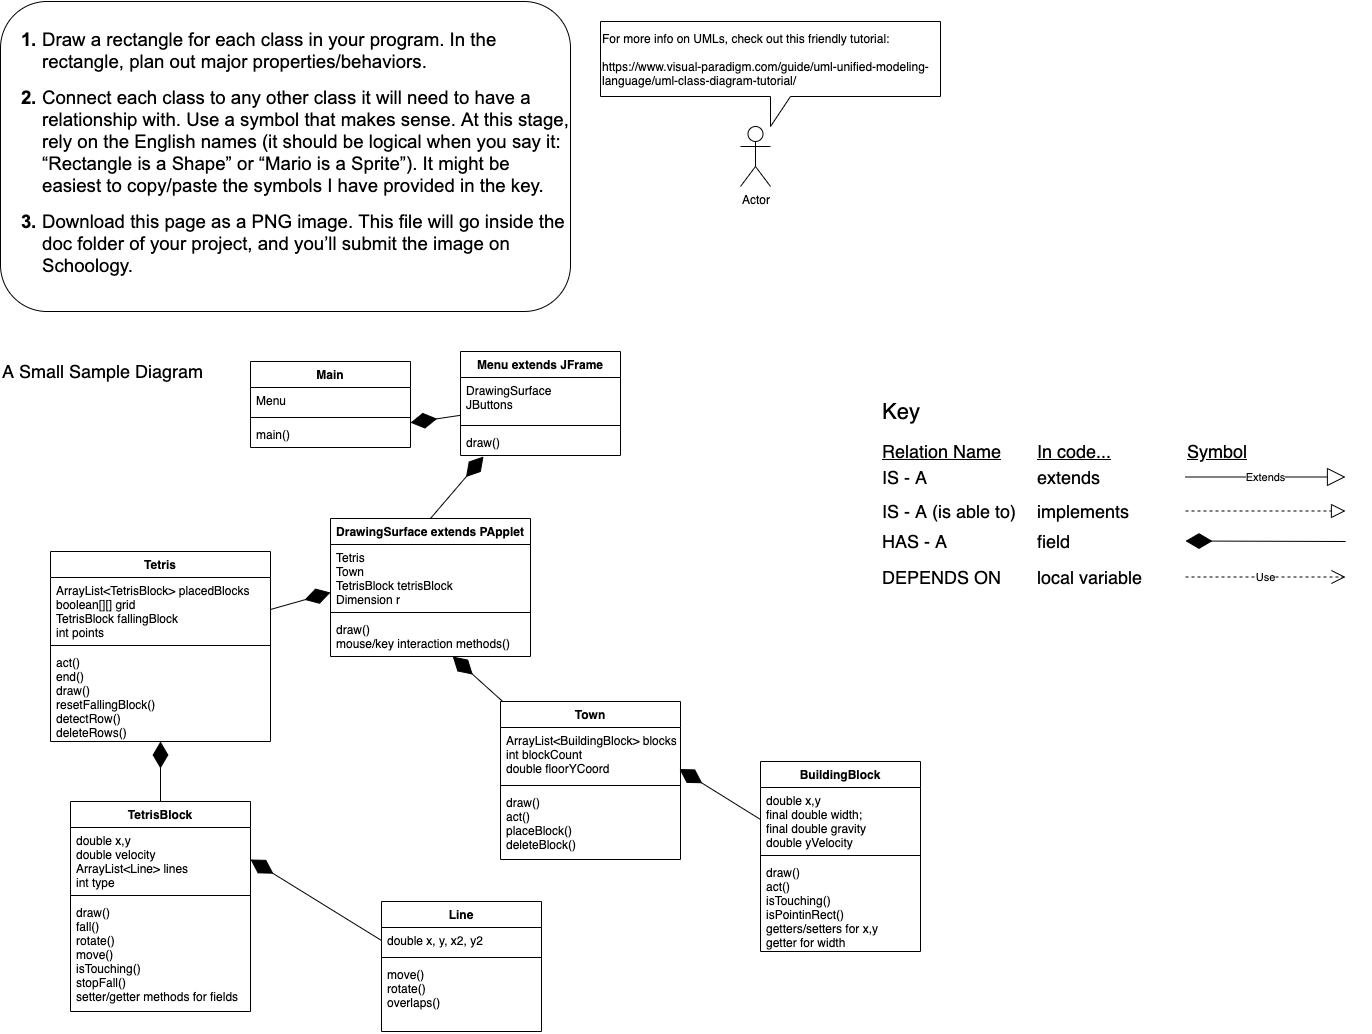 1. Draw a rectangle for each class in your program. In the
rectangle, plan out major properties/behaviors.
2. Connect each class to any other class it will need to have a
relationship with. Use a symbol that makes sense. At this stage,
rely on the English names (it should be logical when you say it:
“Rectangle is a Shape” or “Mario is a Sprite”). It might be
easiest to copy/paste the symbols I have provided in the key.
3. Download this page as a PNG image. This file will go inside the
doc folder of your project, and you’ll submit the image on
Schoology.
For more info on UMLs, check out this friendly tutorial:
https://www.visual-paradigm.com/guide/uml-unified-modeling-
language/uml-class-diagram-tutorial/
Actor
A Small Sample Diagram
Main
Menu
main()
Menu extends JFrame
DrawingSurface
JButtons
draw()
Key
Relation Name In code... Symbol
IS - A extends Extends
IS - A (is able to) implements
HAS - A field
DEPENDS ON local variable Use
DrawingSurface extends PApplet
Tetris
Town
TetrisBlock tetrisBlock
Dimension r
draw()
mouse/key interaction methods()
Tetris
ArrayList<TetrisBlock> placedBlocks
boolean[][] grid
TetrisBlock fallingBlock
int points
act()
end()
draw()
resetFallingBlock()
detectRow()
deleteRows()
Town
ArrayList<BuildingBlock> blocks
int blockCount
double floorYCoord
draw()
act()
placeBlock()
deleteBlock()
BuildingBlock
double x,y
final double width;
final double gravity
double yVelocity
draw()
act()
isTouching()
isPointinRect()
getters/setters for x,y
getter for width
TetrisBlock
double x,y
double velocity
ArrayList<Line> lines
int type
draw()
fall()
rotate()
move()
isTouching()
stopFall()
setter/getter methods for fields
Line
double x, y, x2, y2
move()
rotate()
overlaps()